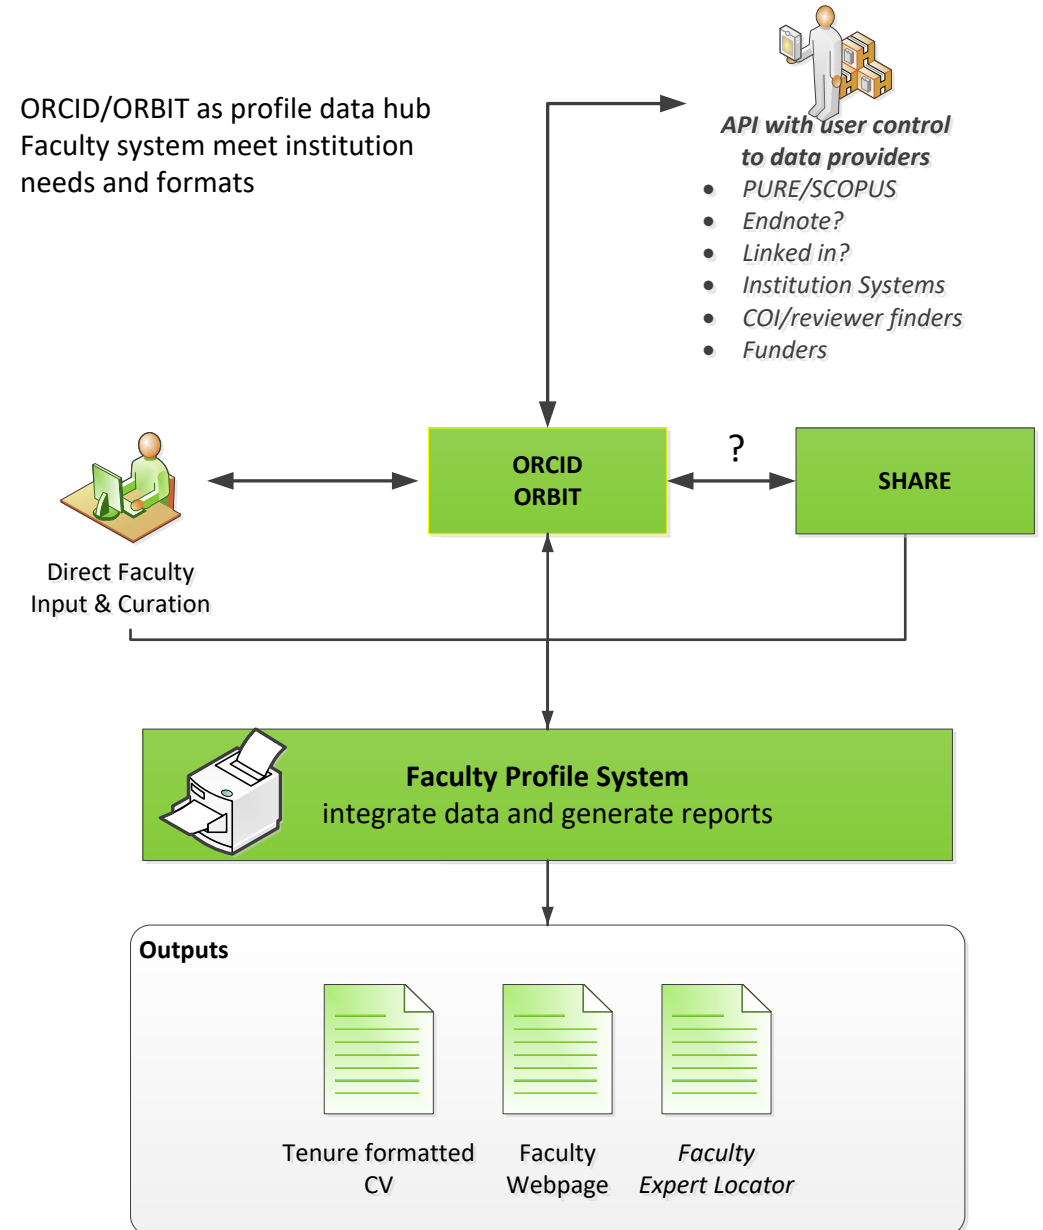 ORCID/ORBIT as profile data hub
Faculty system meet institution
needs and formats
API with user control
to data providers
• PURE/SCOPUS
• Endnote?
• Linked in?
• Institution Systems
• COI/reviewer finders
• Funders
ORCID
ORBIT
?
SHARE
Direct Faculty
Input & Curation
Faculty Profile System
integrate data and generate reports
Outputs
Tenure formatted
CV
Faculty
Webpage
Faculty
Expert Locator